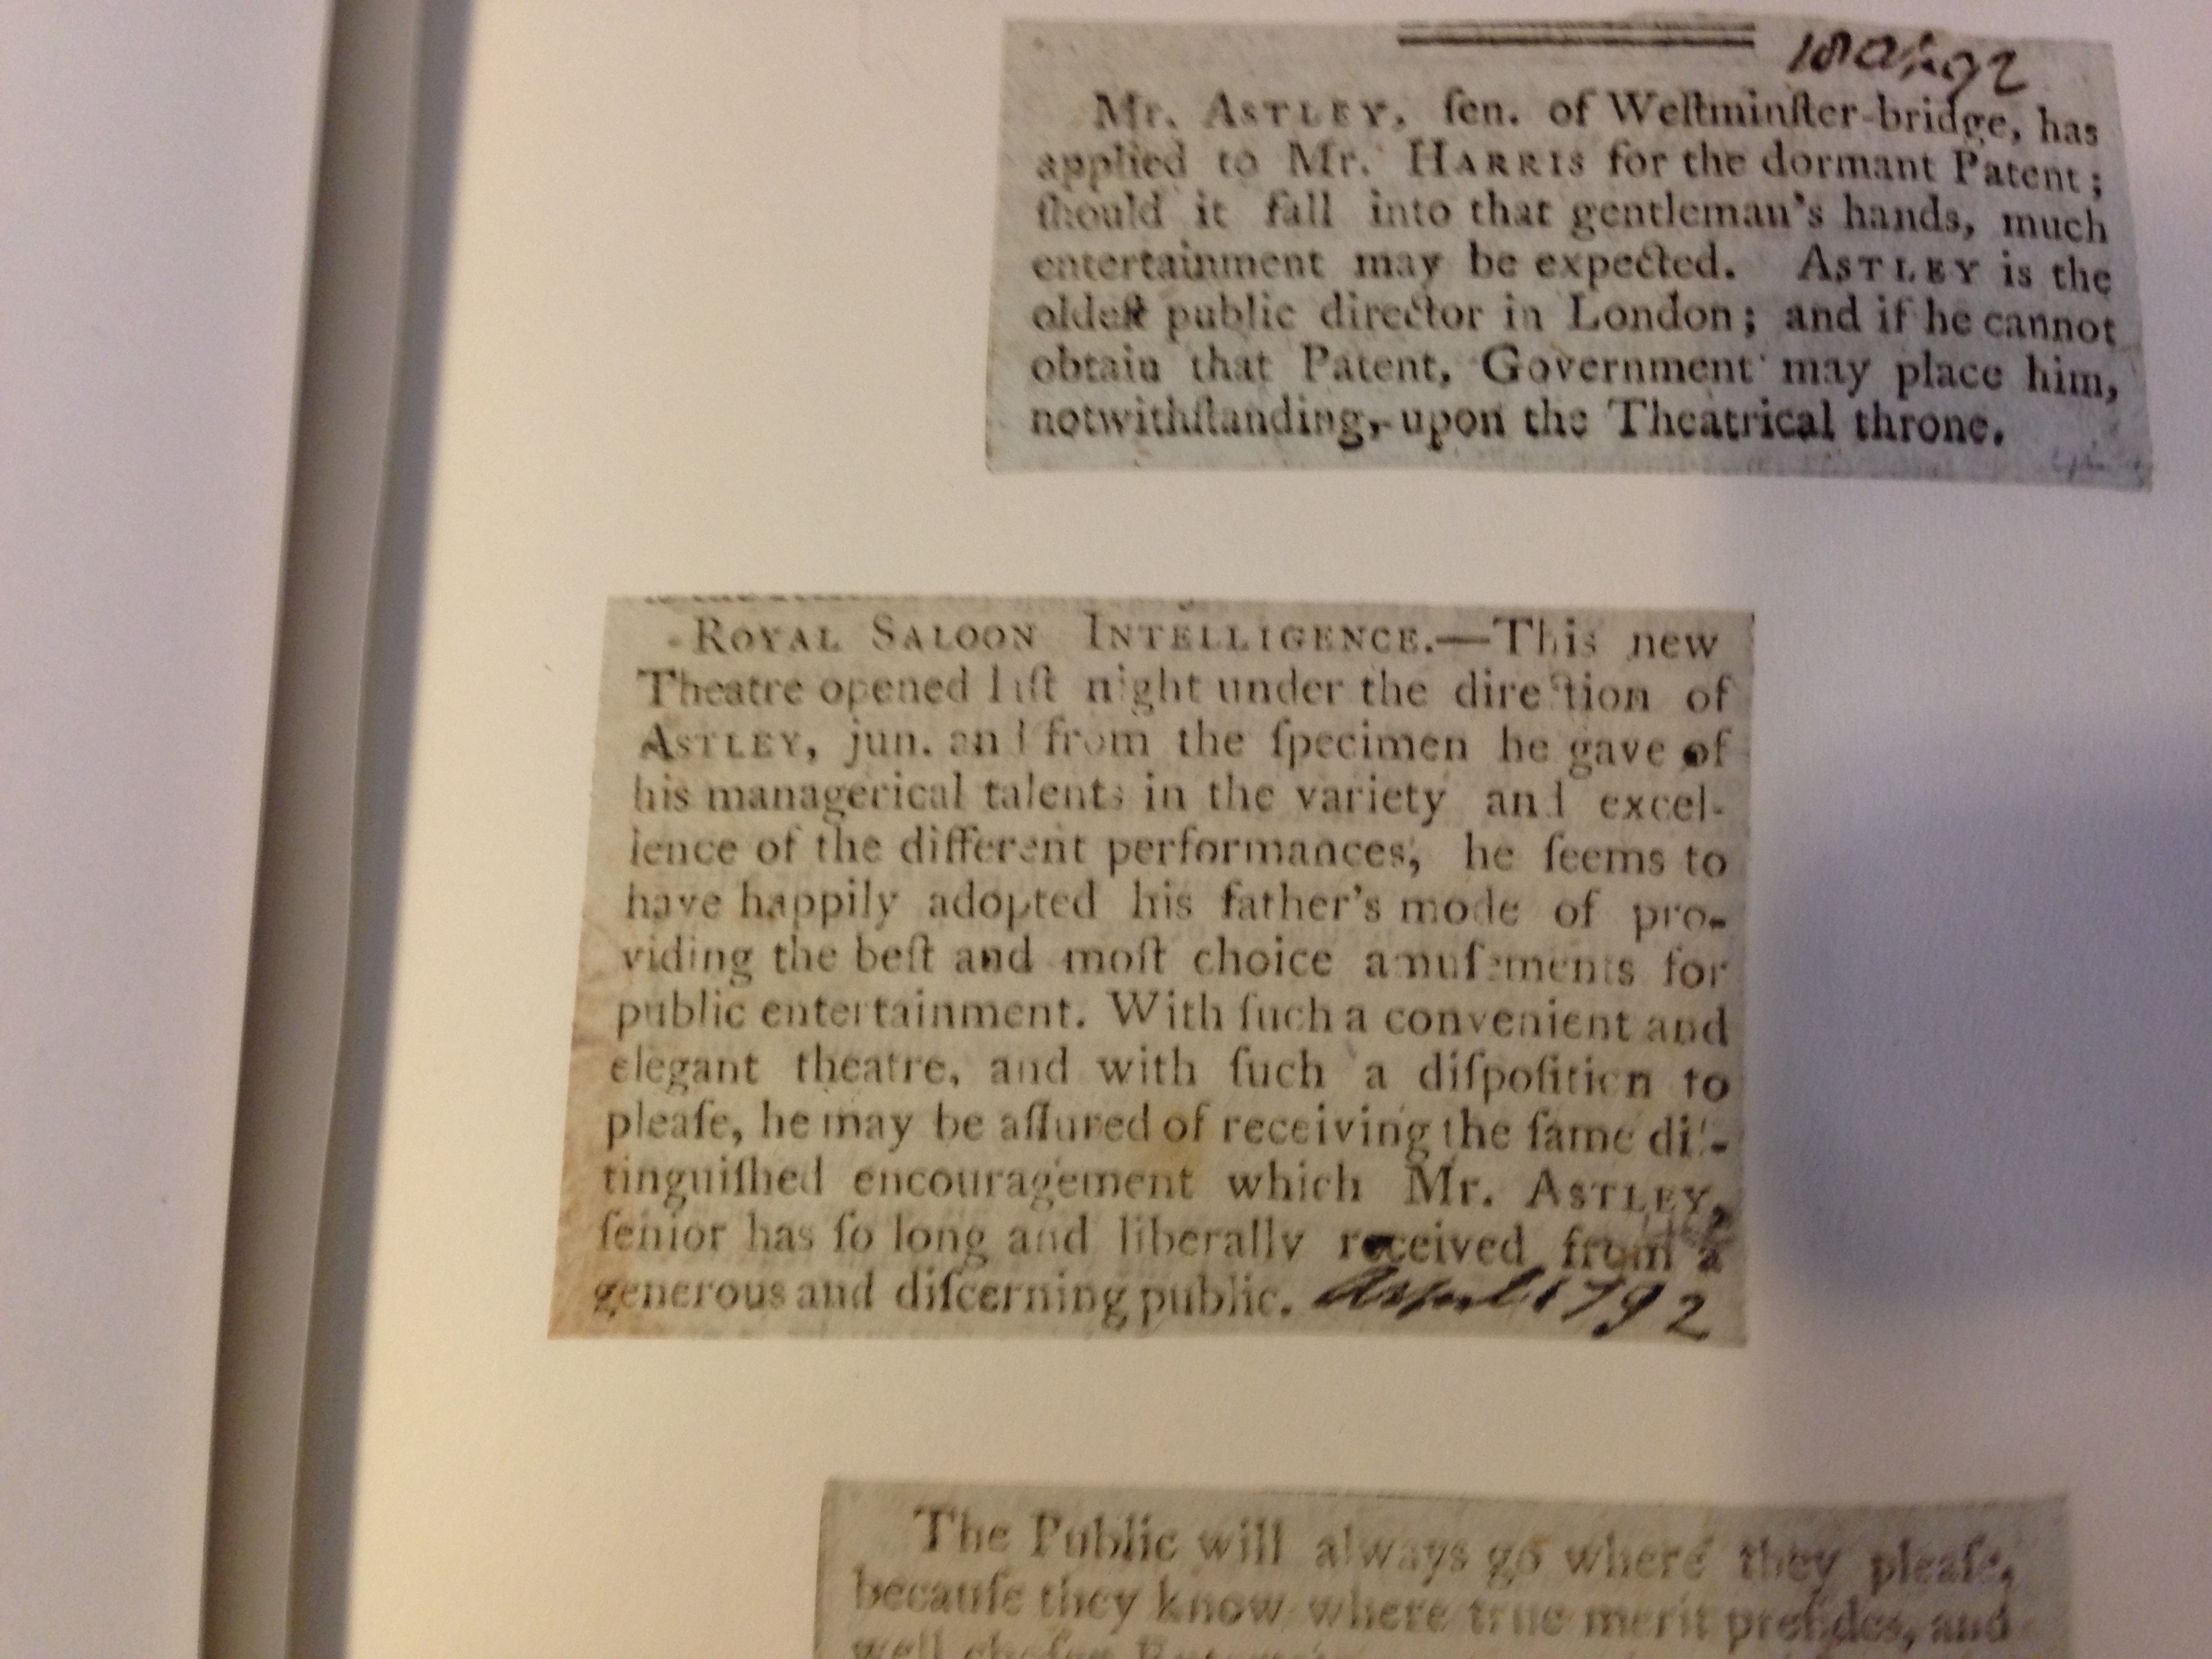 Mr. ASTLEY, ſen. of Weſtminſter-bridge, has
applied to Mr. HARRIS for the dormant Patent;
ſhould it fall into that gentleman's hands, much
entertainment may be expected. ASTLEY is the
oldeſt public director in London; and if he cannot
obtain that Patent, Government may place him,
notwithſtanding, upon the Theatrical throne.
ROYAL SALOON INTELLIGENCE.—This new
Theatre opened laſt night under the direction of
ASTLEY, jun. and from the ſpecimen he gave of
his managerical talents in the variety and excel-
lence of the different performances, he ſeems to
have happily adopted his father's mode of pro-
viding the beſt and moſt choice amuſements for
public entertainment. With ſuch a convenient and
elegant theatre, and with ſuch a diſpoſition to
pleaſe, he may be aſſured of receiving the ſame diſ-
tinguiſhed encouragement which Mr. ASTLEY,
ſenior has ſo long and liberally received from a
generous and diſcerning public. April 1792
The Public will always go where they pleaſe,
becauſe they know where true merit preſides, and
well choſen